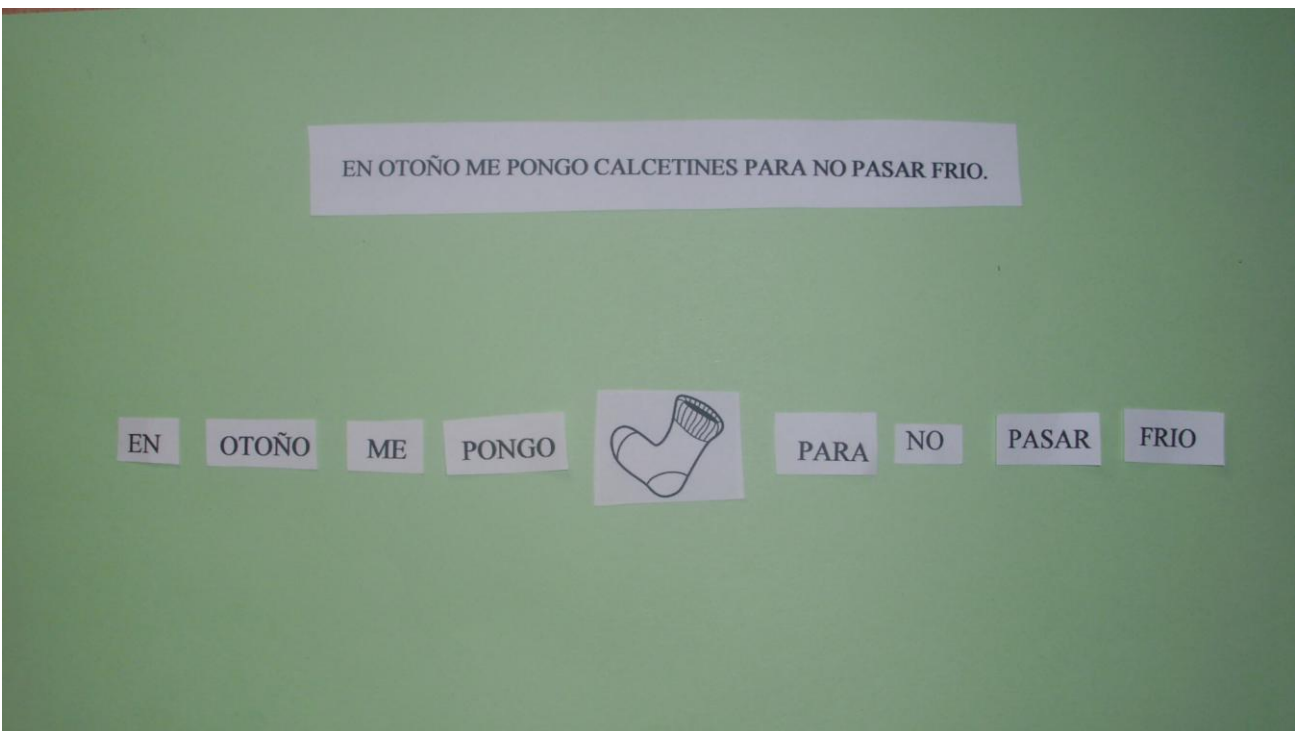 EN OTOÑO ME PONGO CALCETINES PARA NO PASAR FRIO.
EN OTOÑO ME PONGO PARA NO PASAR FRIO